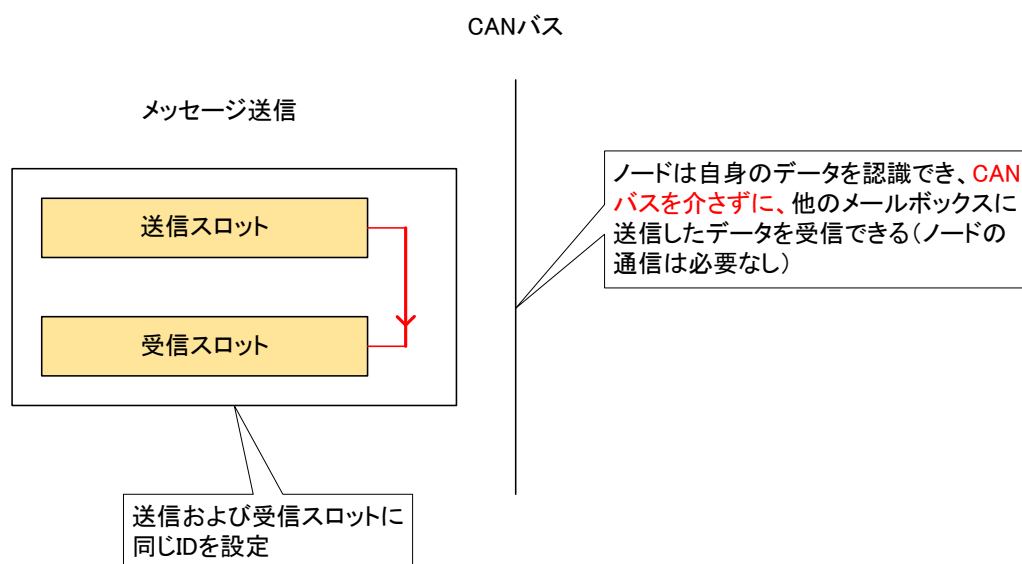 CANバス
メッセージ送信
送信スロット
受信スロット
ノードは自身のデータを認識でき、CAN
バスを介さずに、他のメールボックスに
送信したデータを受信できる(ノードの
通信は必要なし)
送信および受信スロットに
同じIDを設定